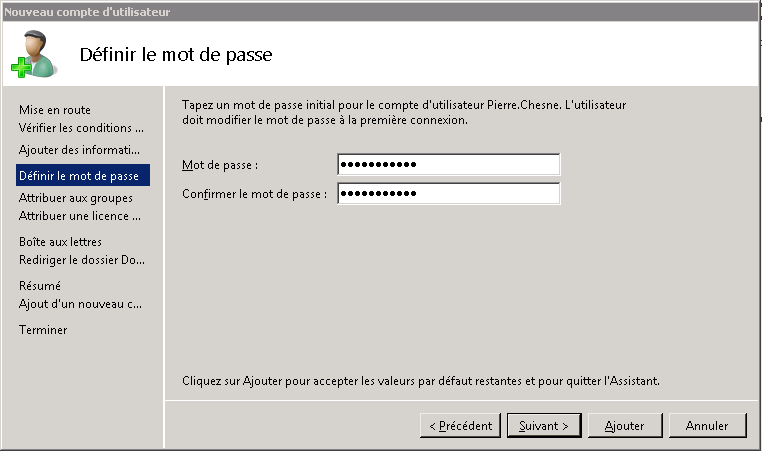 Nouveau compte d'utilisateur
Définir le mot de passe
Mise en route
Vérifier les conditions ...
Ajouter des informati...
Définir le mot de passe
Attribuer aux groupes
Attribuer une licence ...
Boîte aux lettres
Rediriger le dossier Do...
Résumé
Ajout d'un nouveau c...
Terminer
Tapez un mot de passe initial pour le compte d'utilisateur Pierre.Chesne. L'utilisateur
doit modifier le mot de passe à la première connexion.
Mot de passe : ●●●●●●●●●●●
Confirmer le mot de passe : ●●●●●●●●●●●
Cliquez sur Ajouter pour accepter les valeurs par défaut restantes et pour quitter l'Assistant.
< Précédent Suivant > Ajouter Annuler